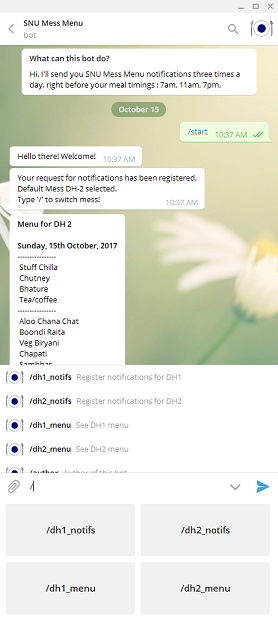 SNU Mess Menu
bot
What can this bot do?
Hi. I'll send you SNU Mess Menu notifications three times a
day, right before your meal timings : 7am, 11am, 7pm.
October 15
/start
10:37 AM
Hello there! Welcome!
10:37 AM
Your request for notifications has been registered.
Default Mess DH-2 selected.
Type '/' to switch mess!
10:37 AM
Menu for DH 2
Sunday, 15th October, 2017
----------------
Stuff Chilla
Chutney
Bhature
Tea/coffee
----------------
Aloo Chana Chat
Boondi Raita
Veg Biryani
Chapati
Sambhar
/dh1_notifs Register notifications for DH1
/dh2_notifs Register notifications for DH2
/dh1_menu See DH1 menu
/dh2_menu See DH2 menu
/author Author of this bot
/
/dh1_notifs
/dh2_notifs
/dh1_menu
/dh2_menu